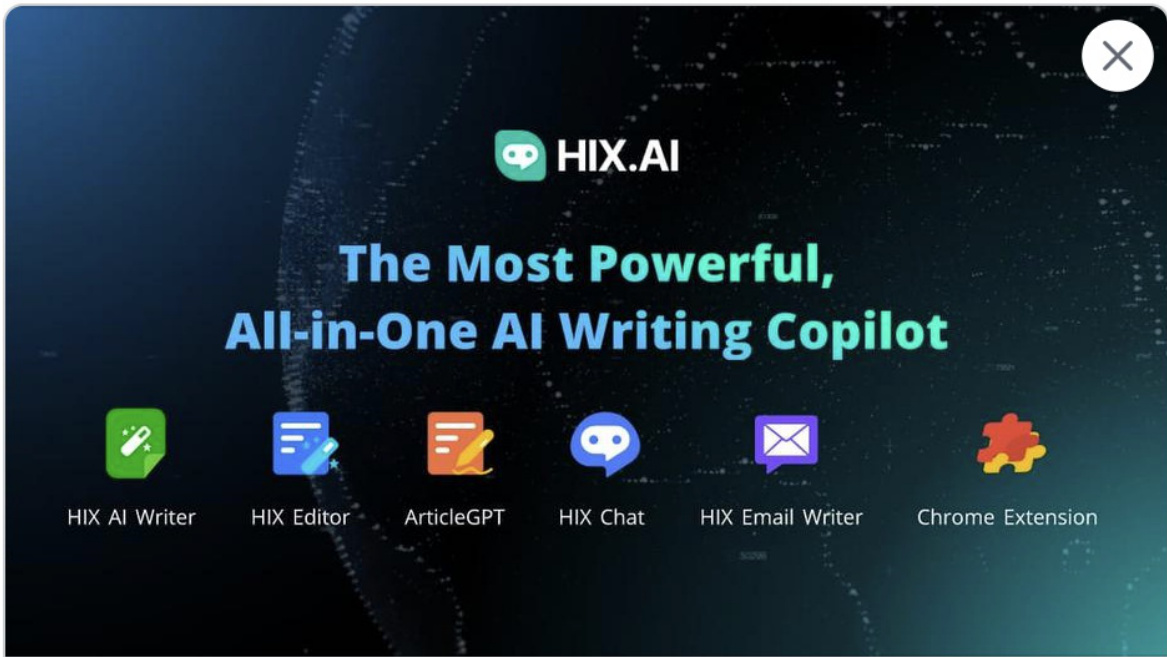 HIX.AI
The Most Powerful,
All-in-One AI Writing Copilot
HIX AI Writer
HIX Editor
ArticleGPT
HIX Chat
HIX Email Writer
Chrome Extension